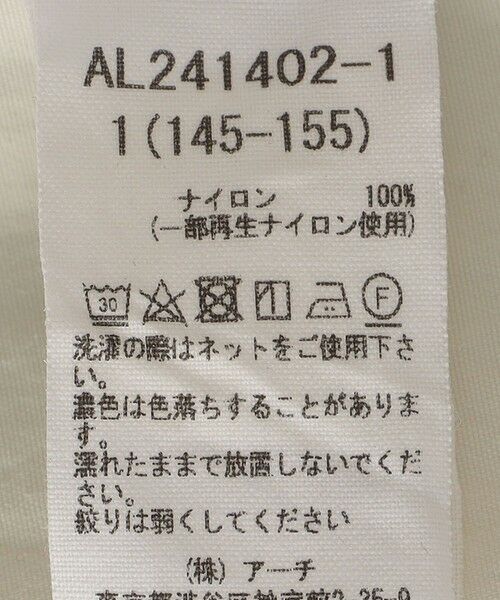 AL241402-1
1(145-155)
ナイロン 100%
(一部再生ナイロン使用)
30 F
洗濯の際はネットをご使用下さ
い。
濃色は色落ちすることがありま
す。
濡れたままで放置しないでくだ
さい。
絞りは弱くしてください
(株) アーチ